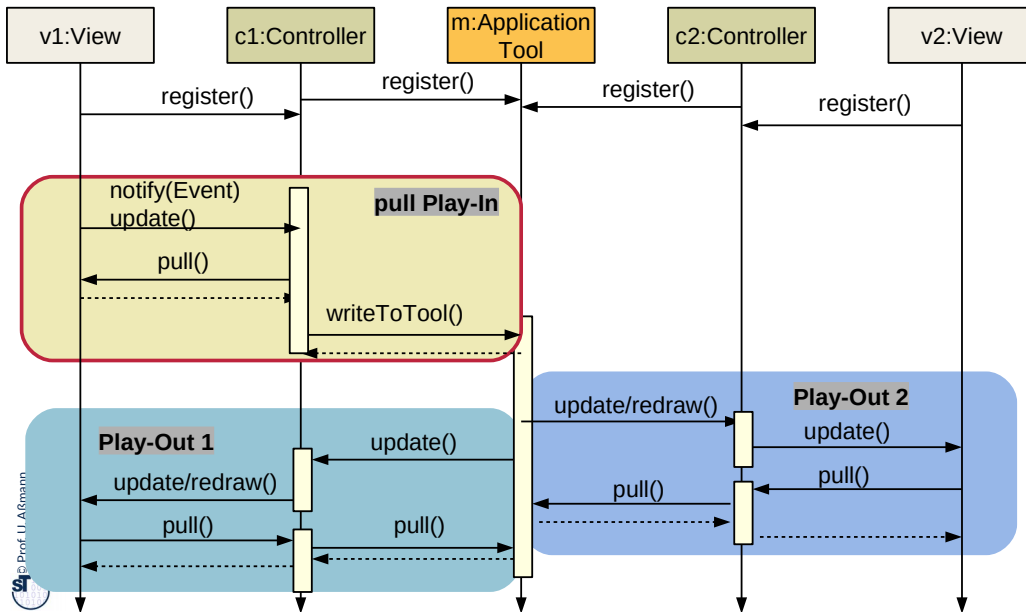 v1:View
c1:Controller
m:Application
Tool
c2:Controller
v2:View
register()
register()
register()
register()
notify(Event)
update()
pull Play-In
pull()
writeToTool()
Play-Out 2
update/redraw()
update()
Play-Out 1
update()
update/redraw()
pull()
pull()
pull()
pull()
© Prof. U. Aßmann
ST